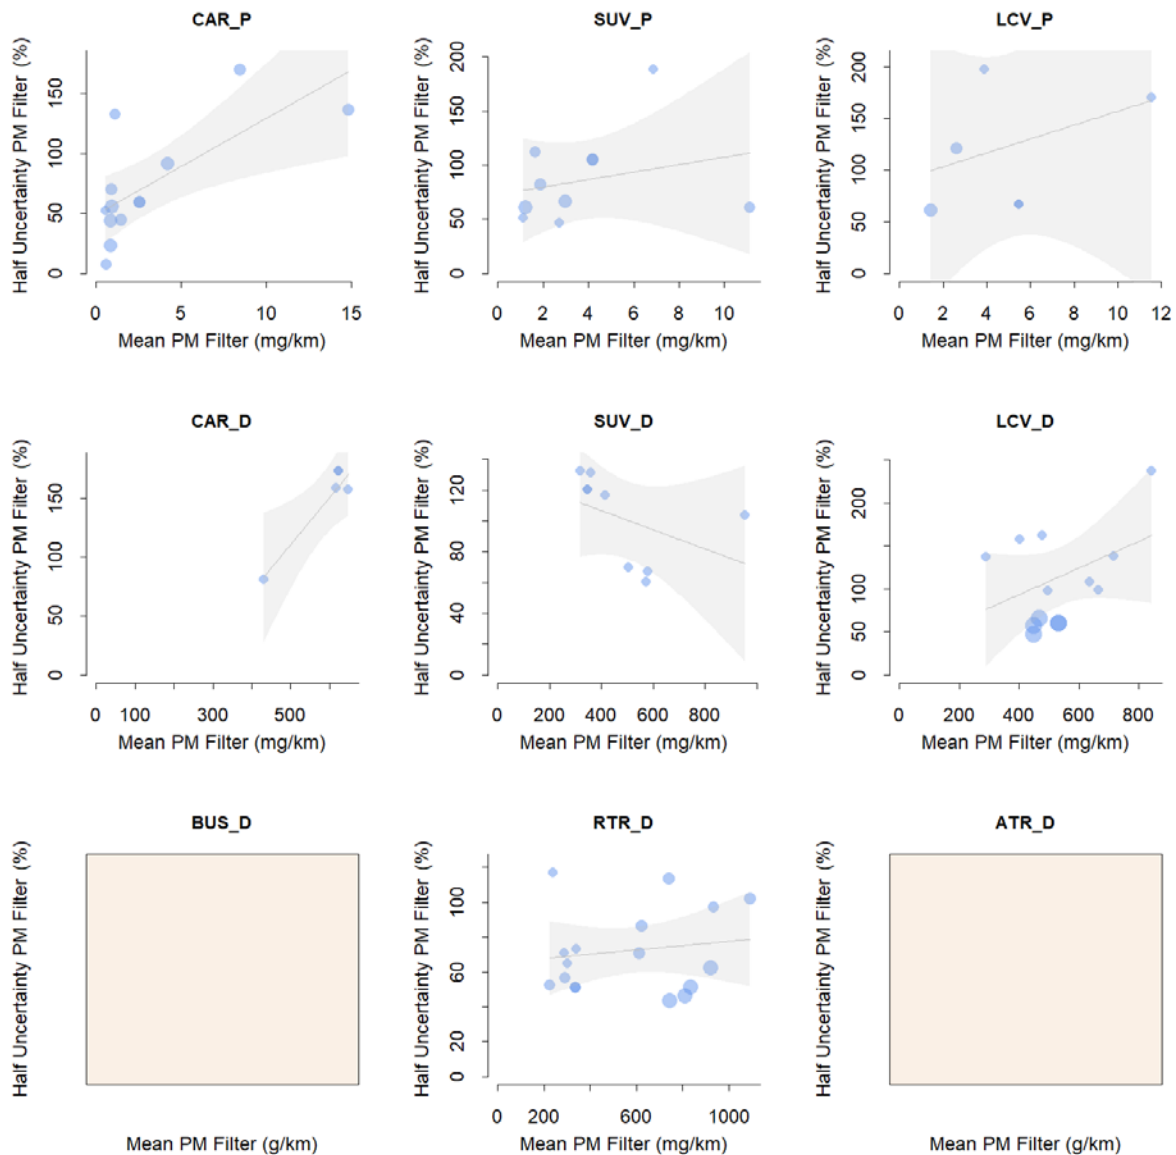 CAR_P
SUV_P
LCV_P
Half Uncertainty PM Filter (%)
0 50 100 150
0 5 10 15
Mean PM Filter (mg/km)
Half Uncertainty PM Filter (%)
0 50 100 150 200
2 4 6 8 10
Mean PM Filter (mg/km)
Half Uncertainty PM Filter (%)
0 50 100 150 200
0 2 4 6 8 10 12
Mean PM Filter (mg/km)
CAR_D
SUV_D
LCV_D
Half Uncertainty PM Filter (%)
0 50 100 150
0 100 300 500
Mean PM Filter (mg/km)
Half Uncertainty PM Filter (%)
0 40 80 120
0 200 400 600 800
Mean PM Filter (mg/km)
Half Uncertainty PM Filter (%)
0 50 100 200
0 200 400 600 800
Mean PM Filter (mg/km)
BUS_D
RTR_D
ATR_D
Half Uncertainty PM Filter (%)
Mean PM Filter (g/km)
Half Uncertainty PM Filter (%)
0 20 60 100
200 600 1000
Mean PM Filter (mg/km)
Half Uncertainty PM Filter (%)
Mean PM Filter (g/km)